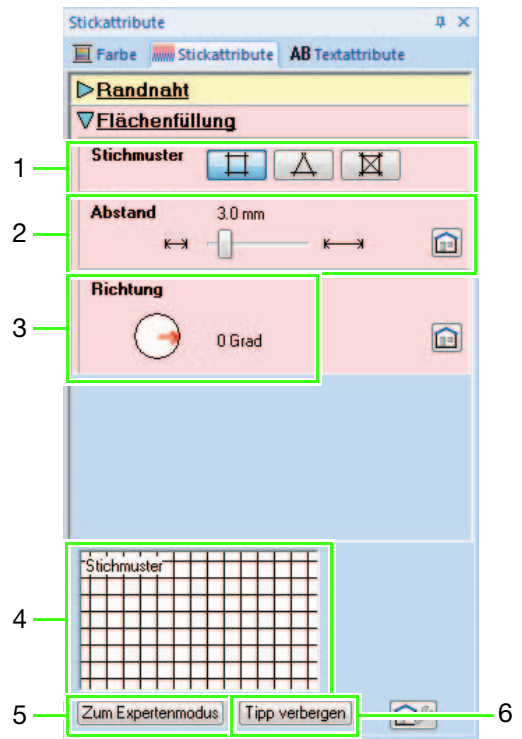 Stickattribute
Farbe Stickattribute AB Textattribute
Randnaht
Flächenfüllung
1 Stichmuster
2 Abstand 3.0 mm
Richtung
3 0 Grad
Stichmuster
4
5 Zum Expertenmodus Tipp verbergen 6